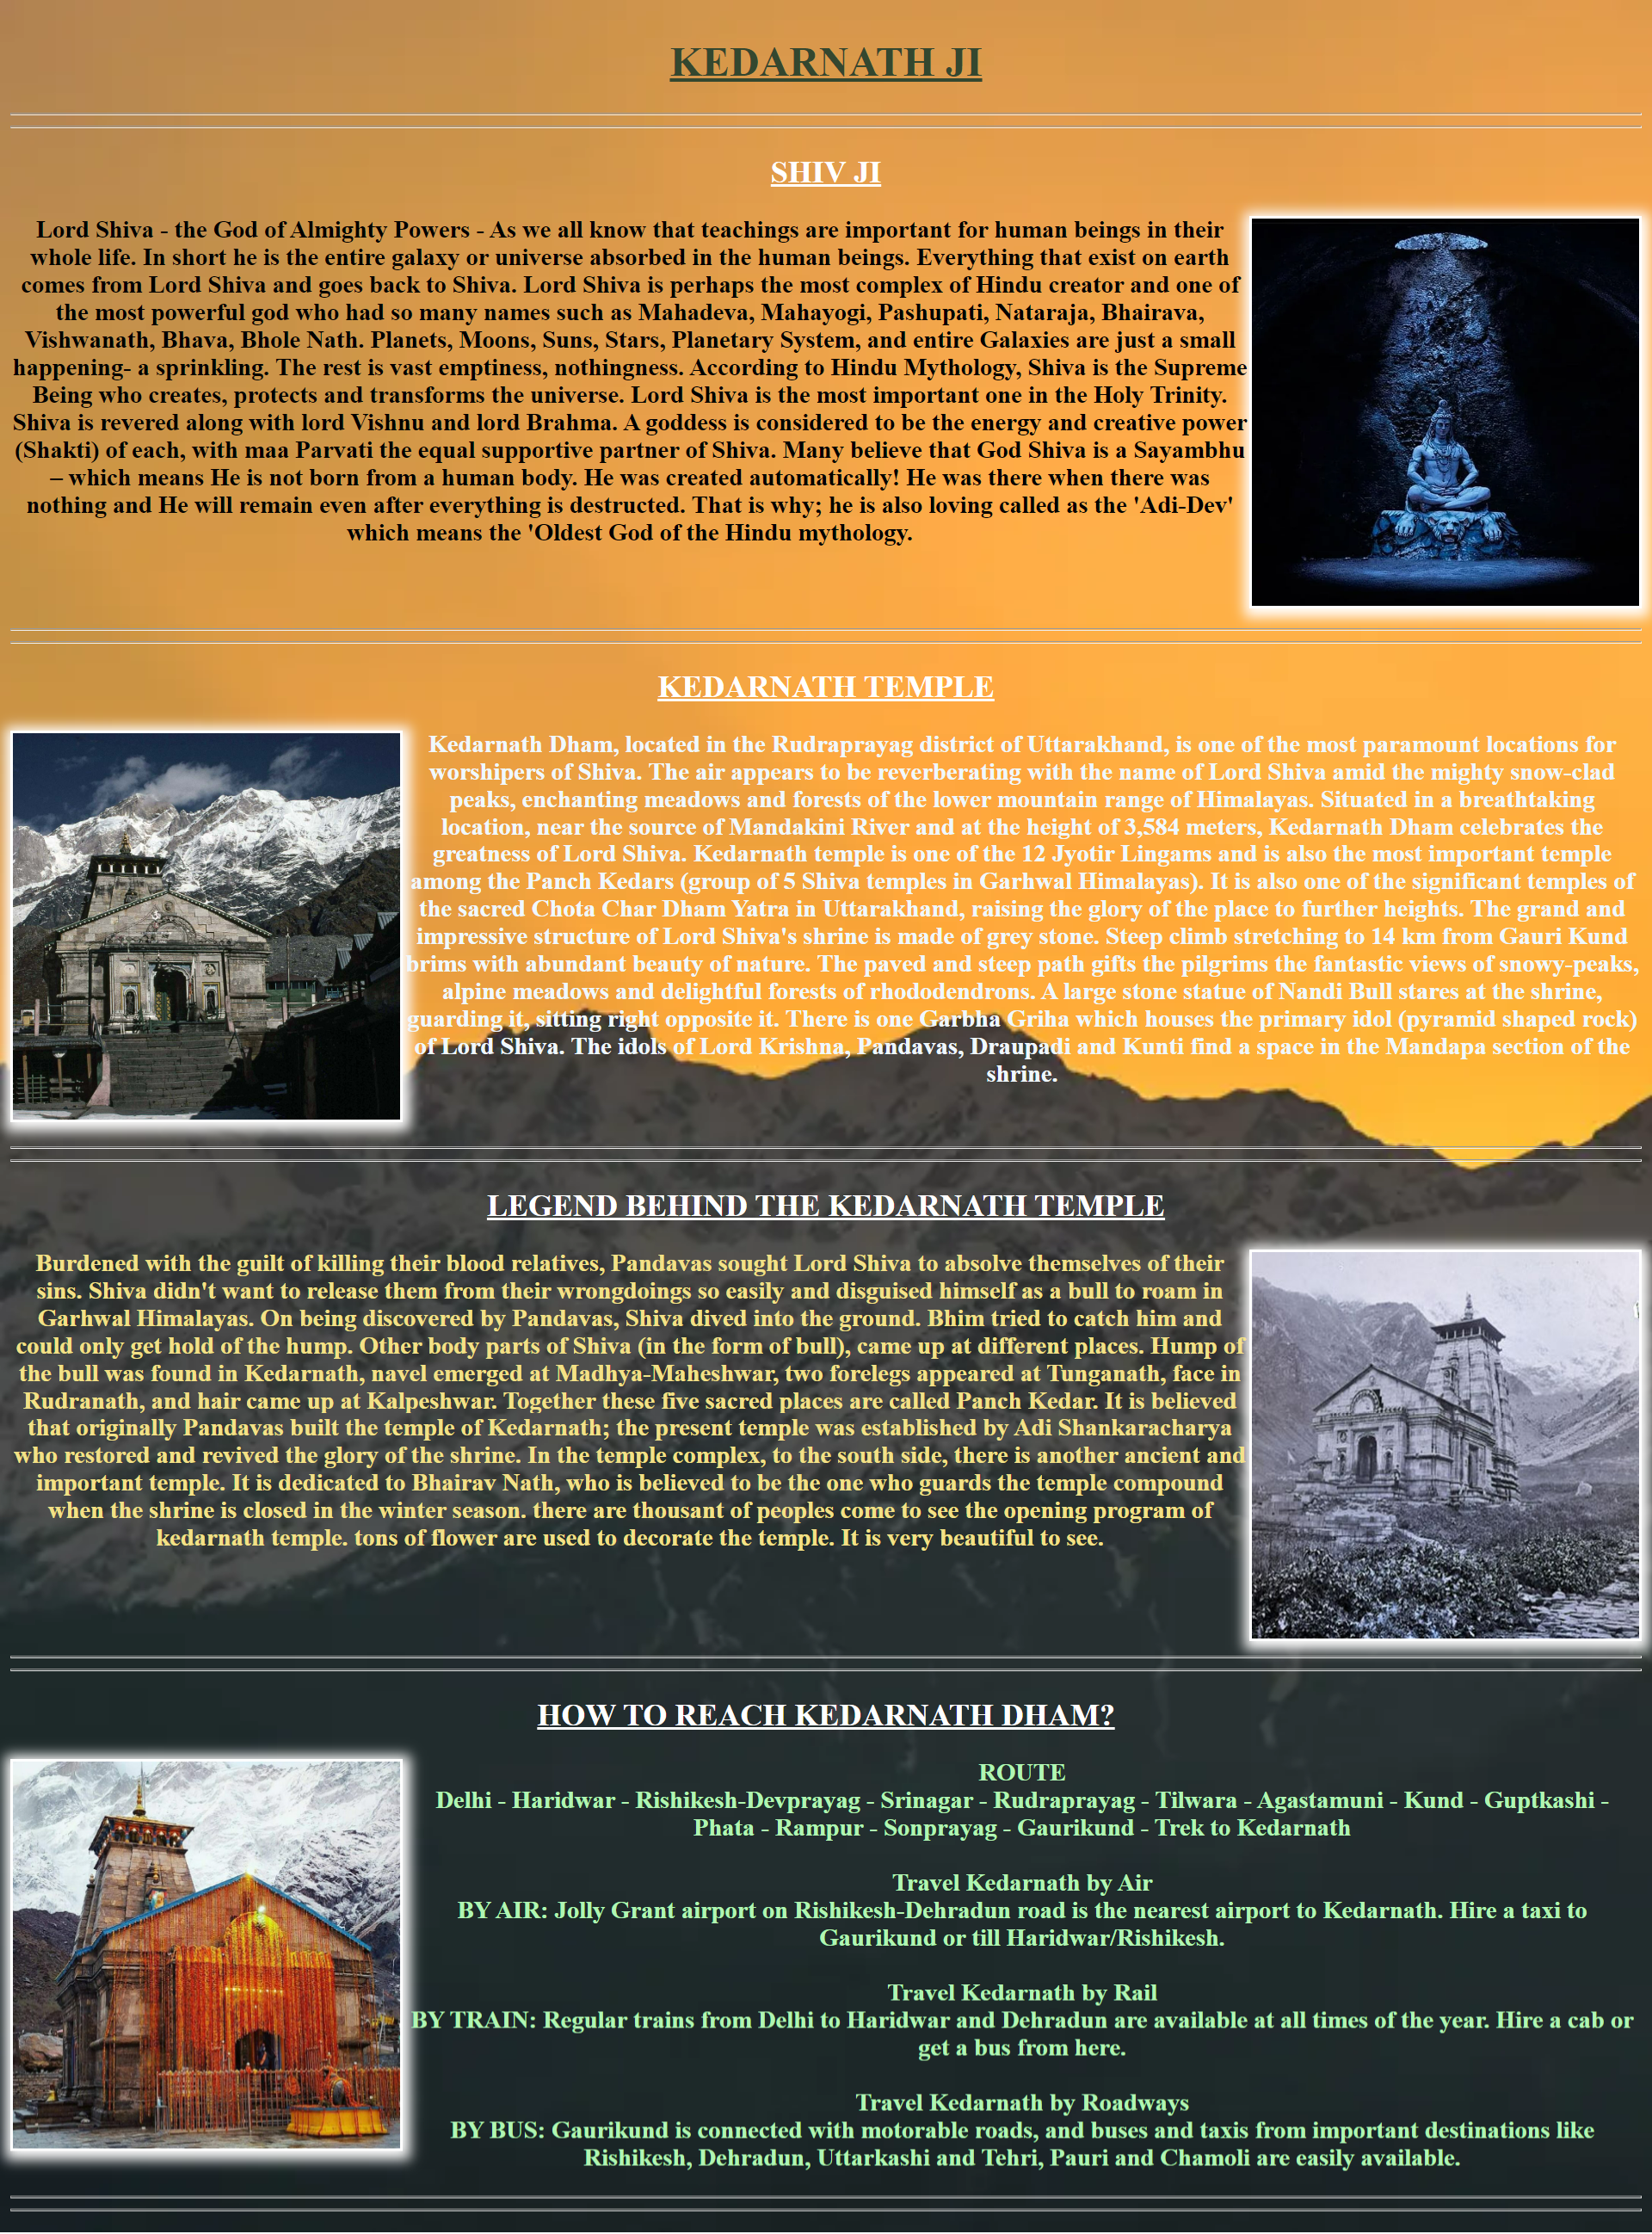 KEDARNATH JI
SHIV JI
Lord Shiva - the God of Almighty Powers - As we all know that teachings are important for human beings in their
whole life. In short he is the entire galaxy or universe absorbed in the human beings. Everything that exist on earth
comes from Lord Shiva and goes back to Shiva. Lord Shiva is perhaps the most complex of Hindu creator and one of
the most powerful god who had so many names such as Mahadeva, Mahayogi, Pashupati, Nataraja, Bhairava,
Vishwanath, Bhava, Bhole Nath. Planets, Moons, Suns, Stars, Planetary System, and entire Galaxies are just a small
happening- a sprinkling. The rest is vast emptiness, nothingness. According to Hindu Mythology, Shiva is the Supreme
Being who creates, protects and transforms the universe. Lord Shiva is the most important one in the Holy Trinity.
Shiva is revered along with lord Vishnu and lord Brahma. A goddess is considered to be the energy and creative power
(Shakti) of each, with maa Parvati the equal supportive partner of Shiva. Many believe that God Shiva is a Sayambhu
– which means He is not born from a human body. He was created automatically! He was there when there was
nothing and He will remain even after everything is destructed. That is why; he is also loving called as the 'Adi-Dev'
which means the 'Oldest God of the Hindu mythology.
KEDARNATH TEMPLE
Kedarnath Dham, located in the Rudraprayag district of Uttarakhand, is one of the most paramount locations for
worshipers of Shiva. The air appears to be reverberating with the name of Lord Shiva amid the mighty snow-clad
peaks, enchanting meadows and forests of the lower mountain range of Himalayas. Situated in a breathtaking
location, near the source of Mandakini River and at the height of 3,584 meters, Kedarnath Dham celebrates the
greatness of Lord Shiva. Kedarnath temple is one of the 12 Jyotir Lingams and is also the most important temple
among the Panch Kedars (group of 5 Shiva temples in Garhwal Himalayas). It is also one of the significant temples of
the sacred Chota Char Dham Yatra in Uttarakhand, raising the glory of the place to further heights. The grand and
impressive structure of Lord Shiva's shrine is made of grey stone. Steep climb stretching to 14 km from Gauri Kund
brims with abundant beauty of nature. The paved and steep path gifts the pilgrims the fantastic views of snowy-peaks,
alpine meadows and delightful forests of rhododendrons. A large stone statue of Nandi Bull stares at the shrine,
guarding it, sitting right opposite it. There is one Garbha Griha which houses the primary idol (pyramid shaped rock)
of Lord Shiva. The idols of Lord Krishna, Pandavas, Draupadi and Kunti find a space in the Mandapa section of the
shrine.
LEGEND BEHIND THE KEDARNATH TEMPLE
Burdened with the guilt of killing their blood relatives, Pandavas sought Lord Shiva to absolve themselves of their
sins. Shiva didn't want to release them from their wrongdoings so easily and disguised himself as a bull to roam in
Garhwal Himalayas. On being discovered by Pandavas, Shiva dived into the ground. Bhim tried to catch him and
could only get hold of the hump. Other body parts of Shiva (in the form of bull), came up at different places. Hump of
the bull was found in Kedarnath, navel emerged at Madhya-Maheshwar, two forelegs appeared at Tunganath, face in
Rudranath, and hair came up at Kalpeshwar. Together these five sacred places are called Panch Kedar. It is believed
that originally Pandavas built the temple of Kedarnath; the present temple was established by Adi Shankaracharya
who restored and revived the glory of the shrine. In the temple complex, to the south side, there is another ancient and
important temple. It is dedicated to Bhairav Nath, who is believed to be the one who guards the temple compound
when the shrine is closed in the winter season. there are thousant of peoples come to see the opening program of
kedarnath temple. tons of flower are used to decorate the temple. It is very beautiful to see.
HOW TO REACH KEDARNATH DHAM?
ROUTE
Delhi - Haridwar - Rishikesh-Devprayag - Srinagar - Rudraprayag - Tilwara - Agastamuni - Kund - Guptkashi -
Phata - Rampur - Sonprayag - Gaurikund - Trek to Kedarnath
Travel Kedarnath by Air
BY AIR: Jolly Grant airport on Rishikesh-Dehradun road is the nearest airport to Kedarnath. Hire a taxi to
Gaurikund or till Haridwar/Rishikesh.
Travel Kedarnath by Rail
BY TRAIN: Regular trains from Delhi to Haridwar and Dehradun are available at all times of the year. Hire a cab or
get a bus from here.
Travel Kedarnath by Roadways
BY BUS: Gaurikund is connected with motorable roads, and buses and taxis from important destinations like
Rishikesh, Dehradun, Uttarkashi and Tehri, Pauri and Chamoli are easily available.